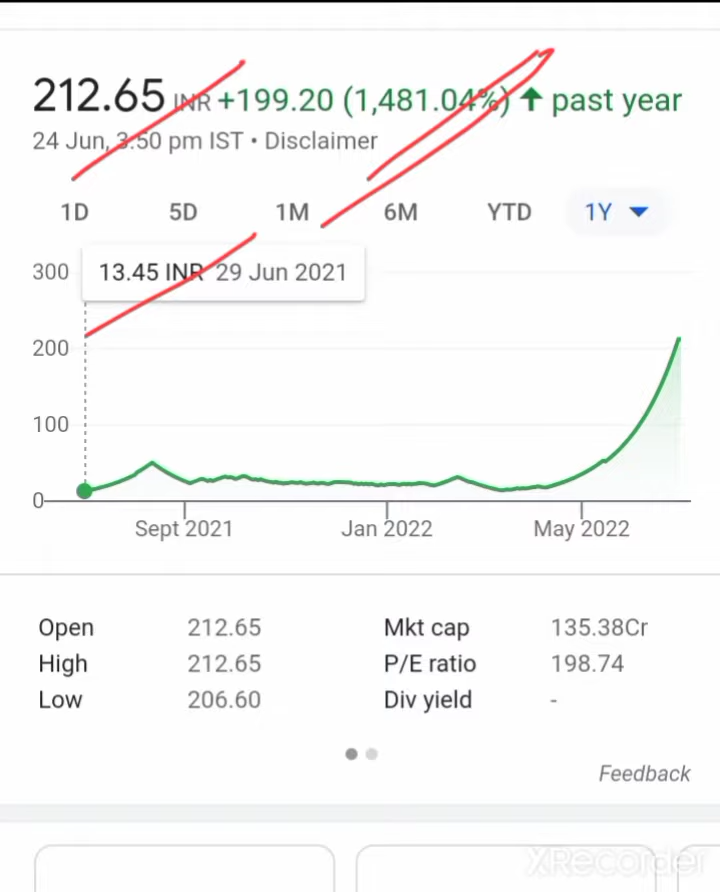 212.65 INR +199.20 (1,481.04%) ↑ past year
24 Jun, 3:50 pm IST • Disclaimer
1D 5D 1M 6M YTD 1Y
300
13.45 INR 29 Jun 2021
200
100
0
Sept 2021 Jan 2022 May 2022
Open 212.65 Mkt cap 135.38Cr
High 212.65 P/E ratio 198.74
Low 206.60 Div yield -
Feedback
XRecorder